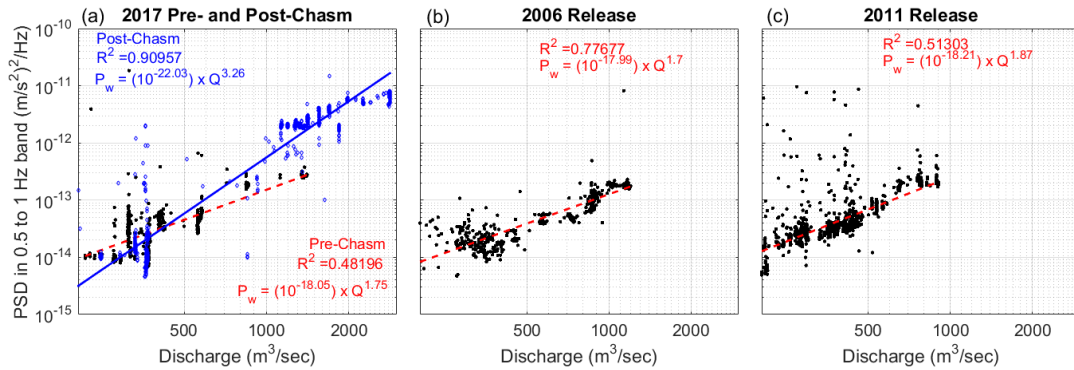 (a) 2017 Pre- and Post-Chasm
(b) 2006 Release
(c) 2011 Release
PSD in 0.5 to 1 Hz band (m/s²)²/Hz)
10⁻¹⁰
10⁻¹¹
10⁻¹²
10⁻¹³
10⁻¹⁴
10⁻¹⁵
Post-Chasm
R² =0.90957
P_w = (10⁻²²·⁰³) x Q³·²⁶
Pre-Chasm
R² =0.48196
P_w = (10⁻¹⁸·⁰⁵) x Q¹·⁷⁵
R² =0.77677
P_w = (10⁻¹⁷·⁹⁹) x Q¹·⁷
R² =0.51303
P_w = (10⁻¹⁸·²¹) x Q¹·⁸⁷
500 1000 2000
500 1000 2000
500 1000 2000
Discharge (m³/sec)
Discharge (m³/sec)
Discharge (m³/sec)